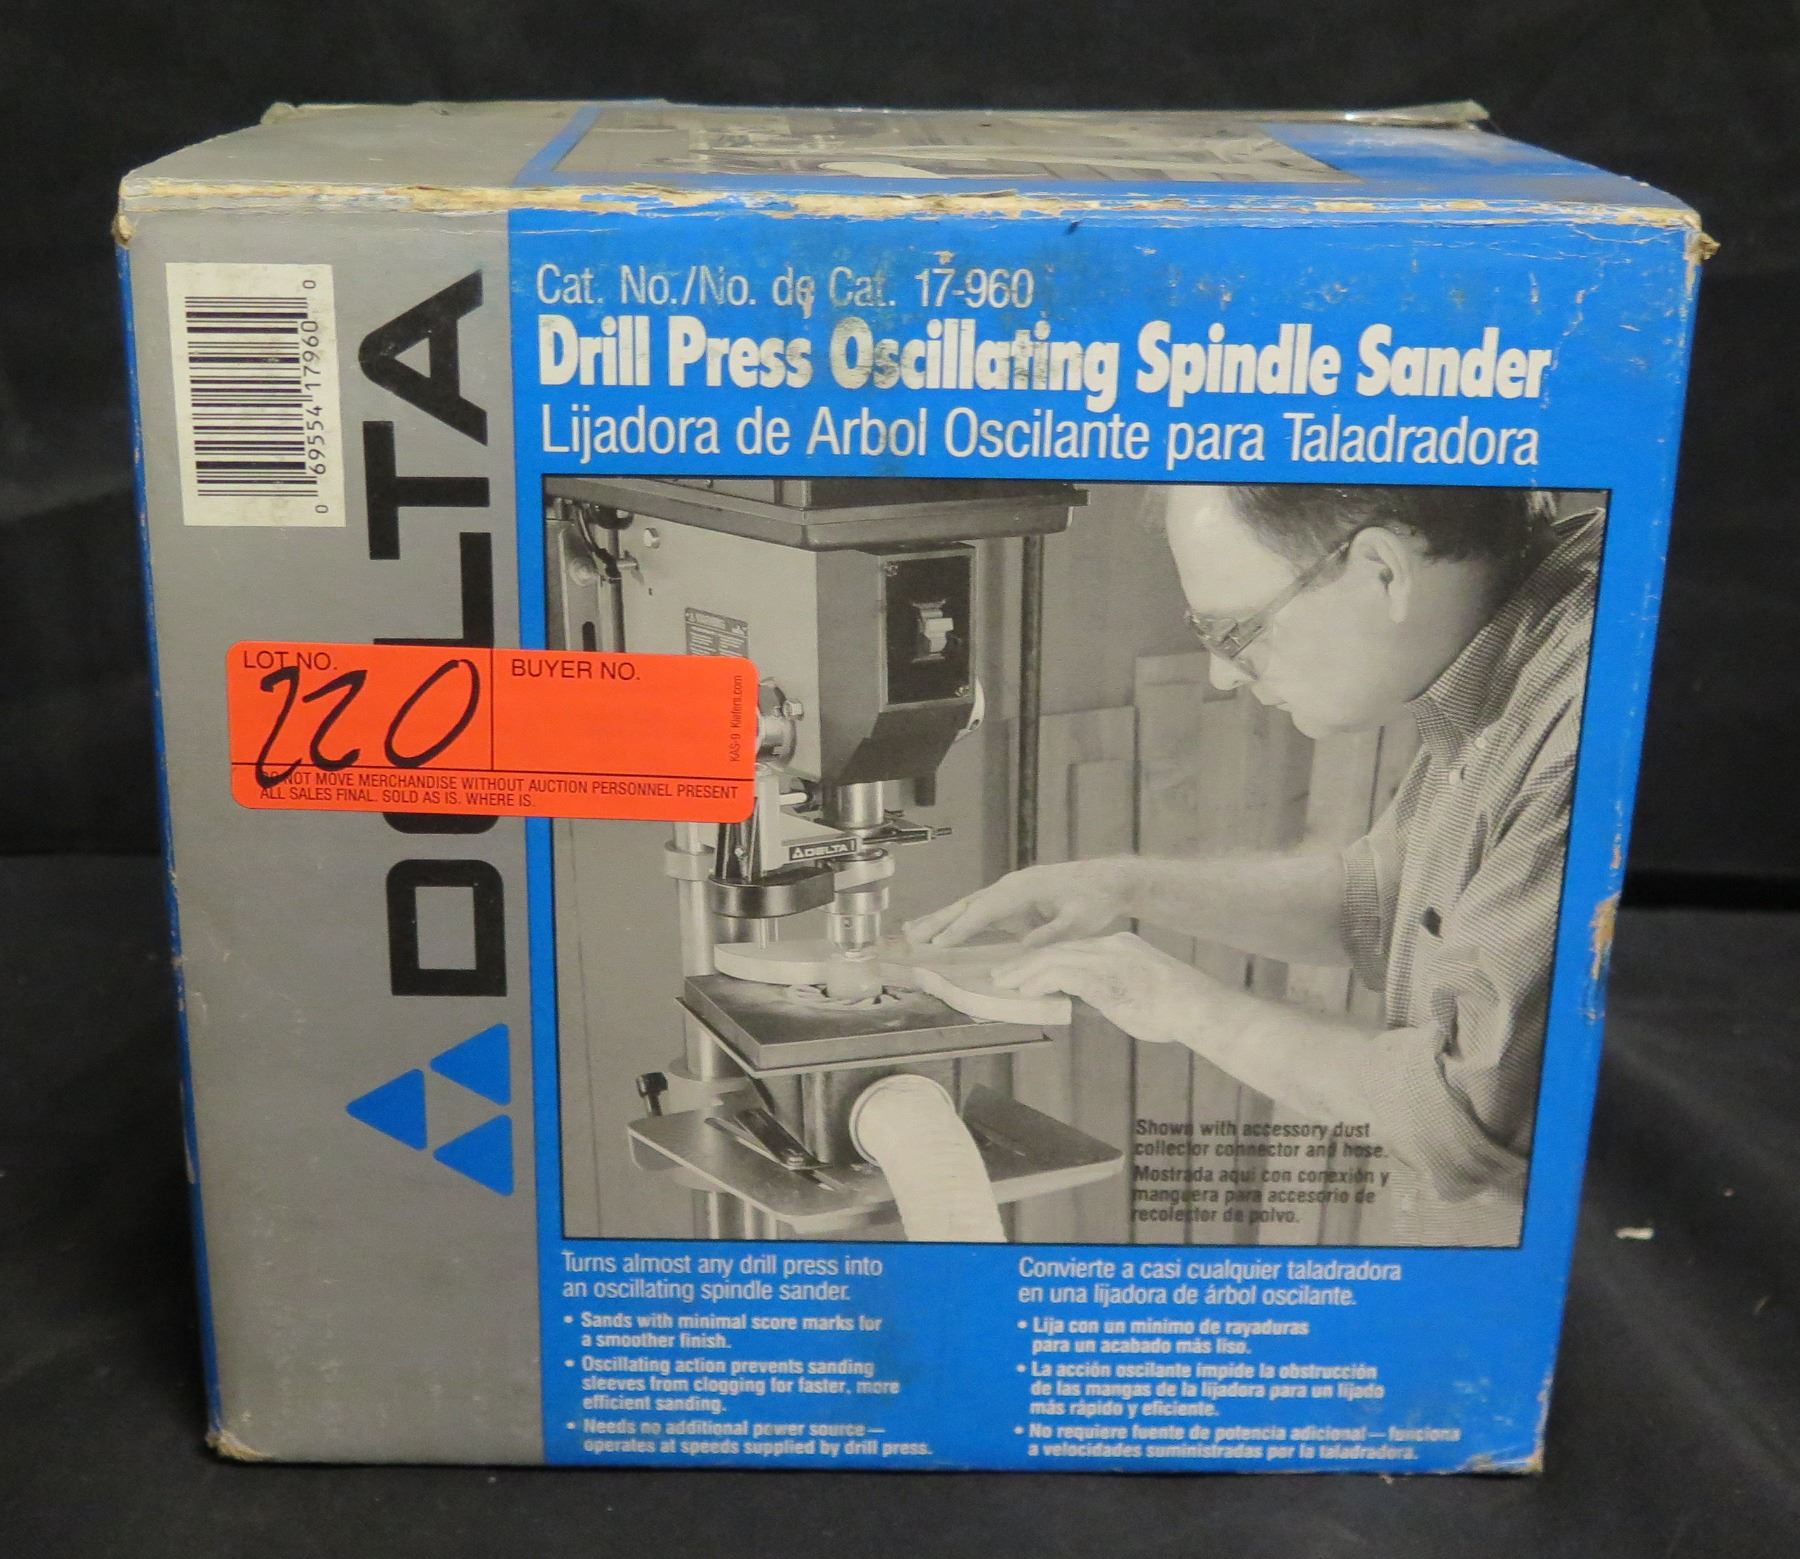 Cat. No./No. de Cat. 17-960
Drill Press Oscillating Spindle Sander
Lijadora de Arbol Oscilante para Taladradora
0 69554 17960 0
DELTA
LOT NO.
220
BUYER NO.
KAS-9 Kiefers.com
DO NOT MOVE MERCHANDISE WITHOUT AUCTION PERSONNEL PRESENT
ALL SALES FINAL. SOLD AS IS. WHERE IS.
DELTA
Shown with accessory dust
collector connector and hose.
Mostrada aqui con conexión y
manguera para accesorio de
recolector de polvo.
Turns almost any drill press into
an oscillating spindle sander.
• Sands with minimal score marks for
a smoother finish.
• Oscillating action prevents sanding
sleeves from clogging for faster, more
efficient sanding.
• Needs no additional power source—
operates at speeds supplied by drill press.
Convierte a casi cualquier taladradora
en una lijadora de árbol oscilante.
• Lija con un mínimo de rayaduras
para un acabado más liso.
• La acción oscilante impide la obstrucción
de las mangas de la lijadora para un lijado
más rápido y eficiente.
• No requiere fuente de potencia adicional—funciona
a velocidades suministradas por la taladradora.